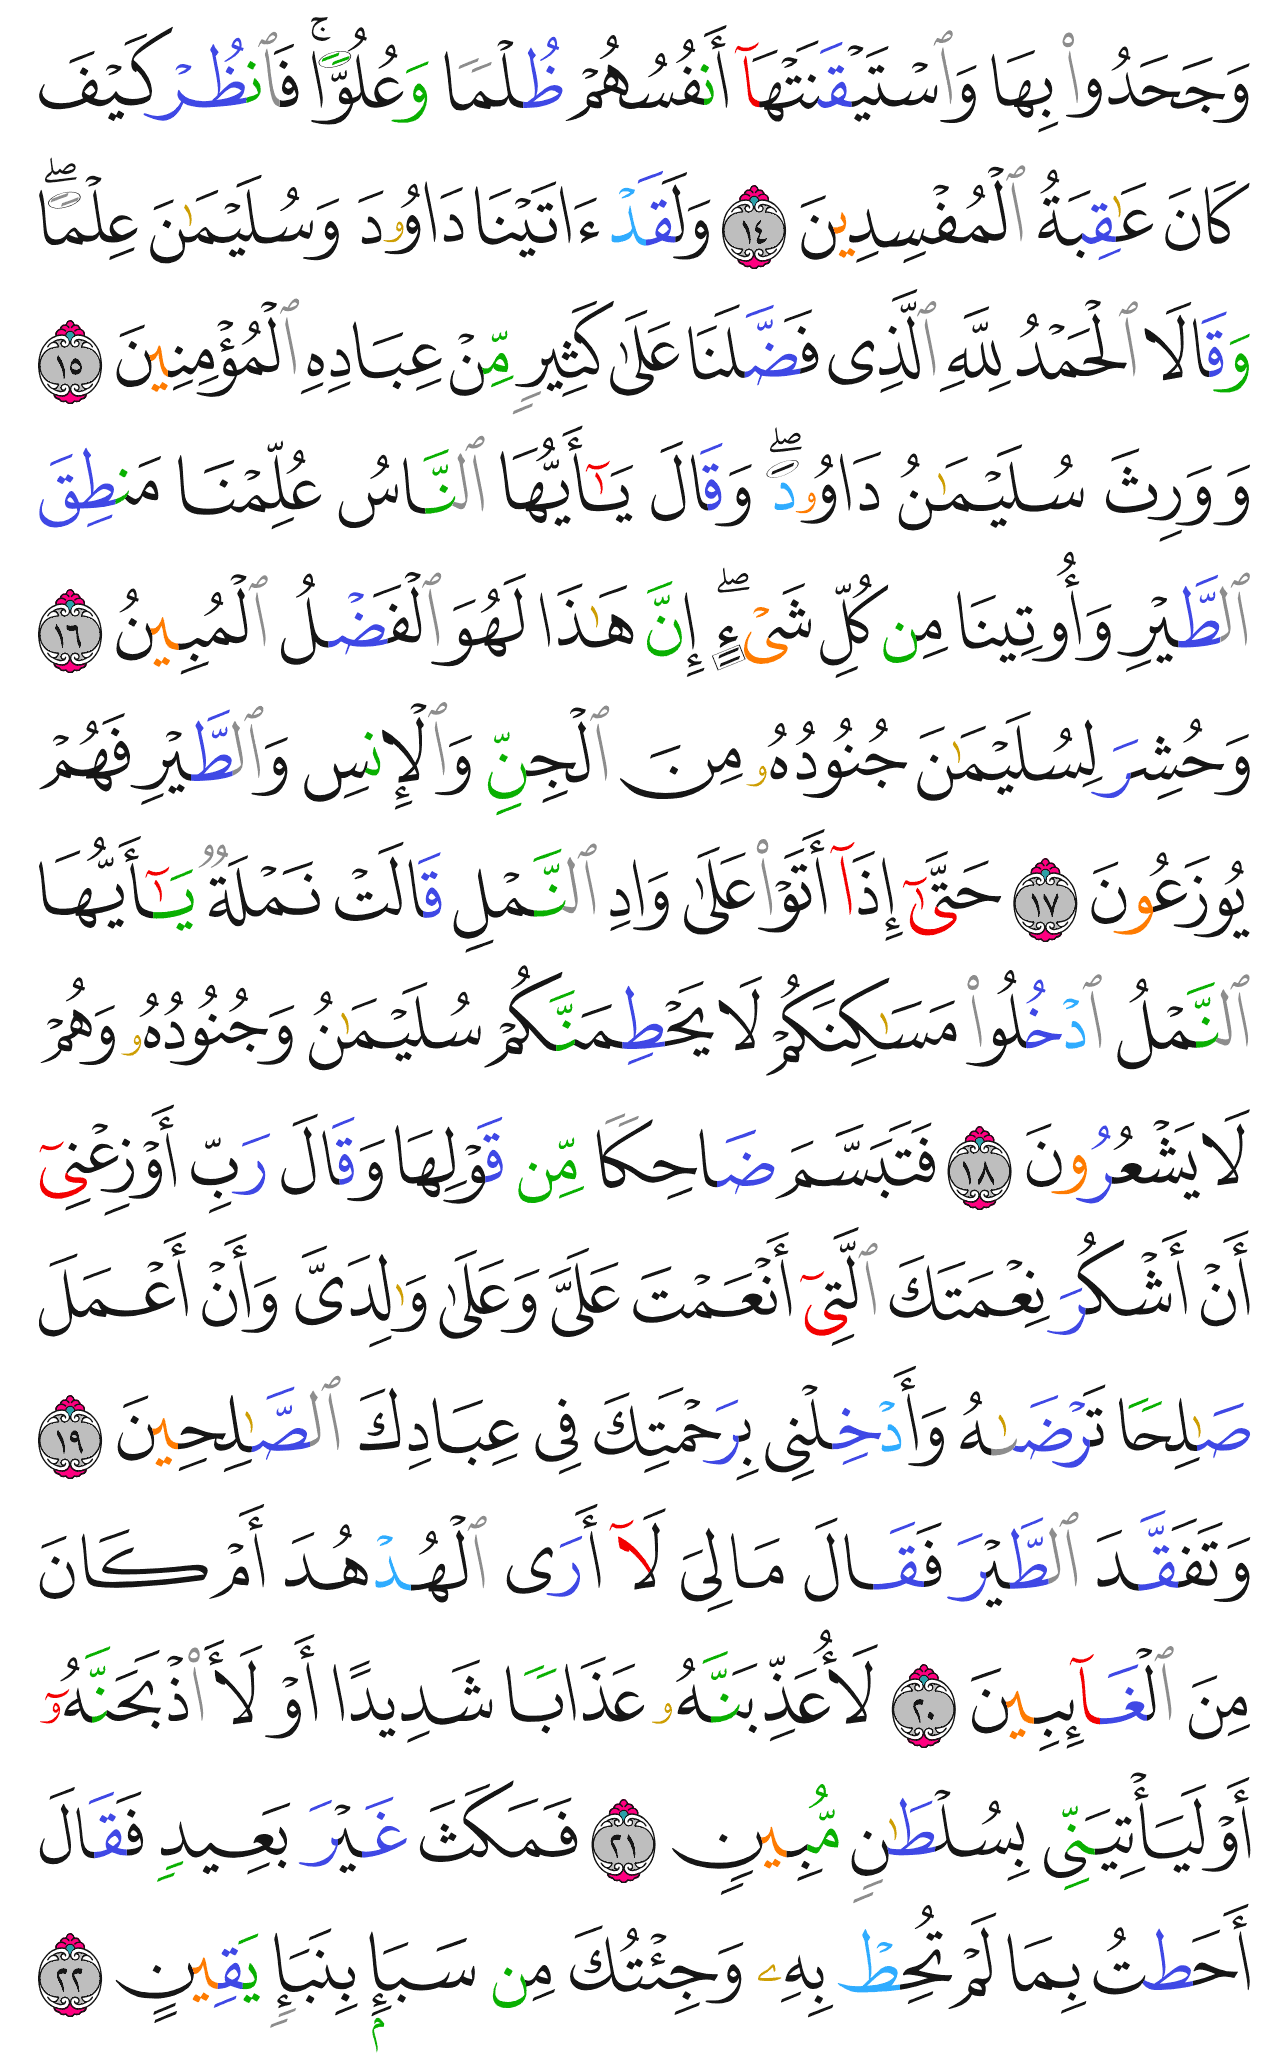 وَجَحَدُوا۟ بِهَا وَٱسْتَيْقَنَتْهَآ أَنفُسُهُمْ ظُلْمًا وَعُلُوًّا ۚ فَٱنظُرْ كَيْفَ
كَانَ عَٰقِبَةُ ٱلْمُفْسِدِينَ ١٤ وَلَقَدْ ءَاتَيْنَا دَاوُۥدَ وَسُلَيْمَٰنَ عِلْمًا ۖ
وَقَالَا ٱلْحَمْدُ لِلَّهِ ٱلَّذِى فَضَّلَنَا عَلَىٰ كَثِيرٍ مِّنْ عِبَادِهِ ٱلْمُؤْمِنِينَ ١٥
وَوَرِثَ سُلَيْمَٰنُ دَاوُۥدَ ۖ وَقَالَ يَٰٓأَيُّهَا ٱلنَّاسُ عُلِّمْنَا مَنطِقَ
ٱلطَّيْرِ وَأُوتِينَا مِن كُلِّ شَىْءٍ ۖ إِنَّ هَٰذَا لَهُوَ ٱلْفَضْلُ ٱلْمُبِينُ ١٦
وَحُشِرَ لِسُلَيْمَٰنَ جُنُودُهُۥ مِنَ ٱلْجِنِّ وَٱلْإِنسِ وَٱلطَّيْرِ فَهُمْ
يُوزَعُونَ ١٧ حَتَّىٰٓ إِذَآ أَتَوْا۟ عَلَىٰ وَادِ ٱلنَّمْلِ قَالَتْ نَمْلَةٌ يَٰٓأَيُّهَا
ٱلنَّمْلُ ٱدْخُلُوا۟ مَسَٰكِنَكُمْ لَا يَحْطِمَنَّكُمْ سُلَيْمَٰنُ وَجُنُودُهُۥ وَهُمْ
لَا يَشْعُرُونَ ١٨ فَتَبَسَّمَ ضَاحِكًا مِّن قَوْلِهَا وَقَالَ رَبِّ أَوْزِعْنِىٓ
أَنْ أَشْكُرَ نِعْمَتَكَ ٱلَّتِىٓ أَنْعَمْتَ عَلَىَّ وَعَلَىٰ وَٰلِدَىَّ وَأَنْ أَعْمَلَ
صَٰلِحًا تَرْضَىٰهُ وَأَدْخِلْنِى بِرَحْمَتِكَ فِى عِبَادِكَ ٱلصَّٰلِحِينَ ١٩
وَتَفَقَّدَ ٱلطَّيْرَ فَقَالَ مَالِىَ لَآ أَرَى ٱلْهُدْهُدَ أَمْ كَانَ
مِنَ ٱلْغَآئِبِينَ ٢٠ لَأُعَذِّبَنَّهُۥ عَذَابًا شَدِيدًا أَوْ لَأَا۟ذْبَحَنَّهُۥٓ
أَوْ لَيَأْتِيَنِّى بِسُلْطَٰنٍ مُّبِينٍ ٢١ فَمَكَثَ غَيْرَ بَعِيدٍ فَقَالَ
أَحَطتُ بِمَا لَمْ تُحِطْ بِهِۦ وَجِئْتُكَ مِن سَبَإٍۭ بِنَبَإٍ يَقِينٍ ٢٢